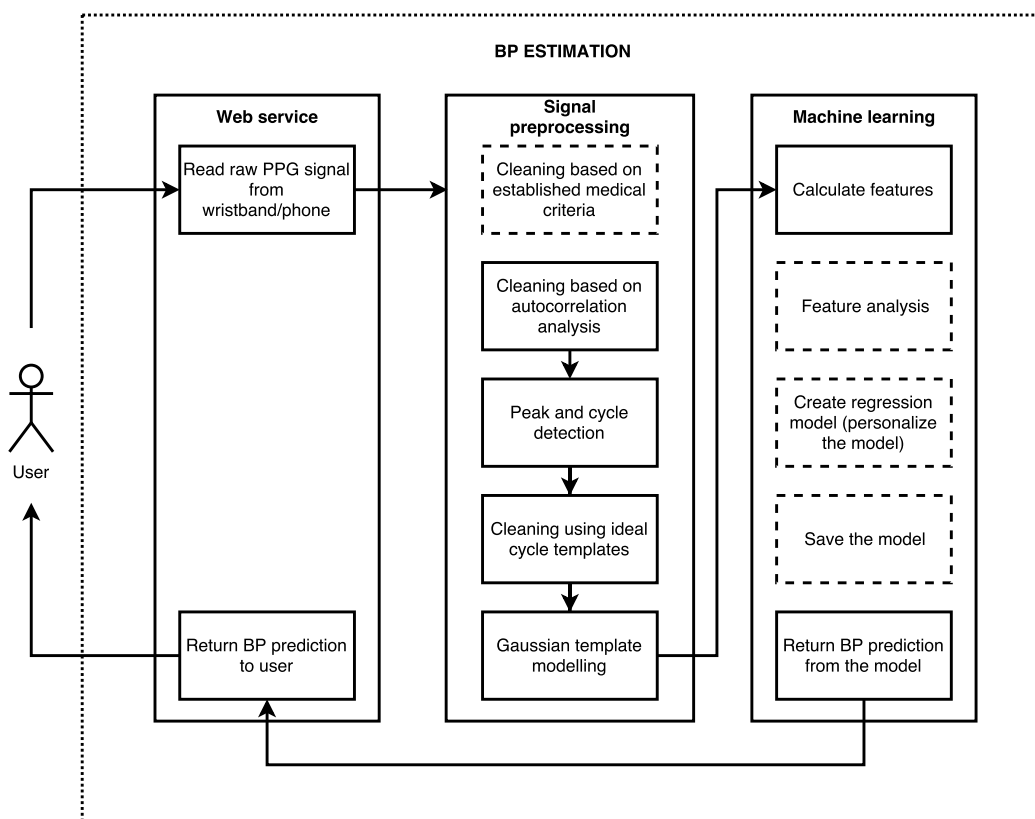 BP ESTIMATION
Web service
Read raw PPG signal
from
wristband/phone
Return BP prediction
to user
User
Signal
preprocessing
Cleaning based on
established medical
criteria
Cleaning based on
autocorrelation
analysis
Peak and cycle
detection
Cleaning using ideal
cycle templates
Gaussian template
modelling
Machine learning
Calculate features
Feature analysis
Create regression
model (personalize
the model)
Save the model
Return BP prediction
from the model